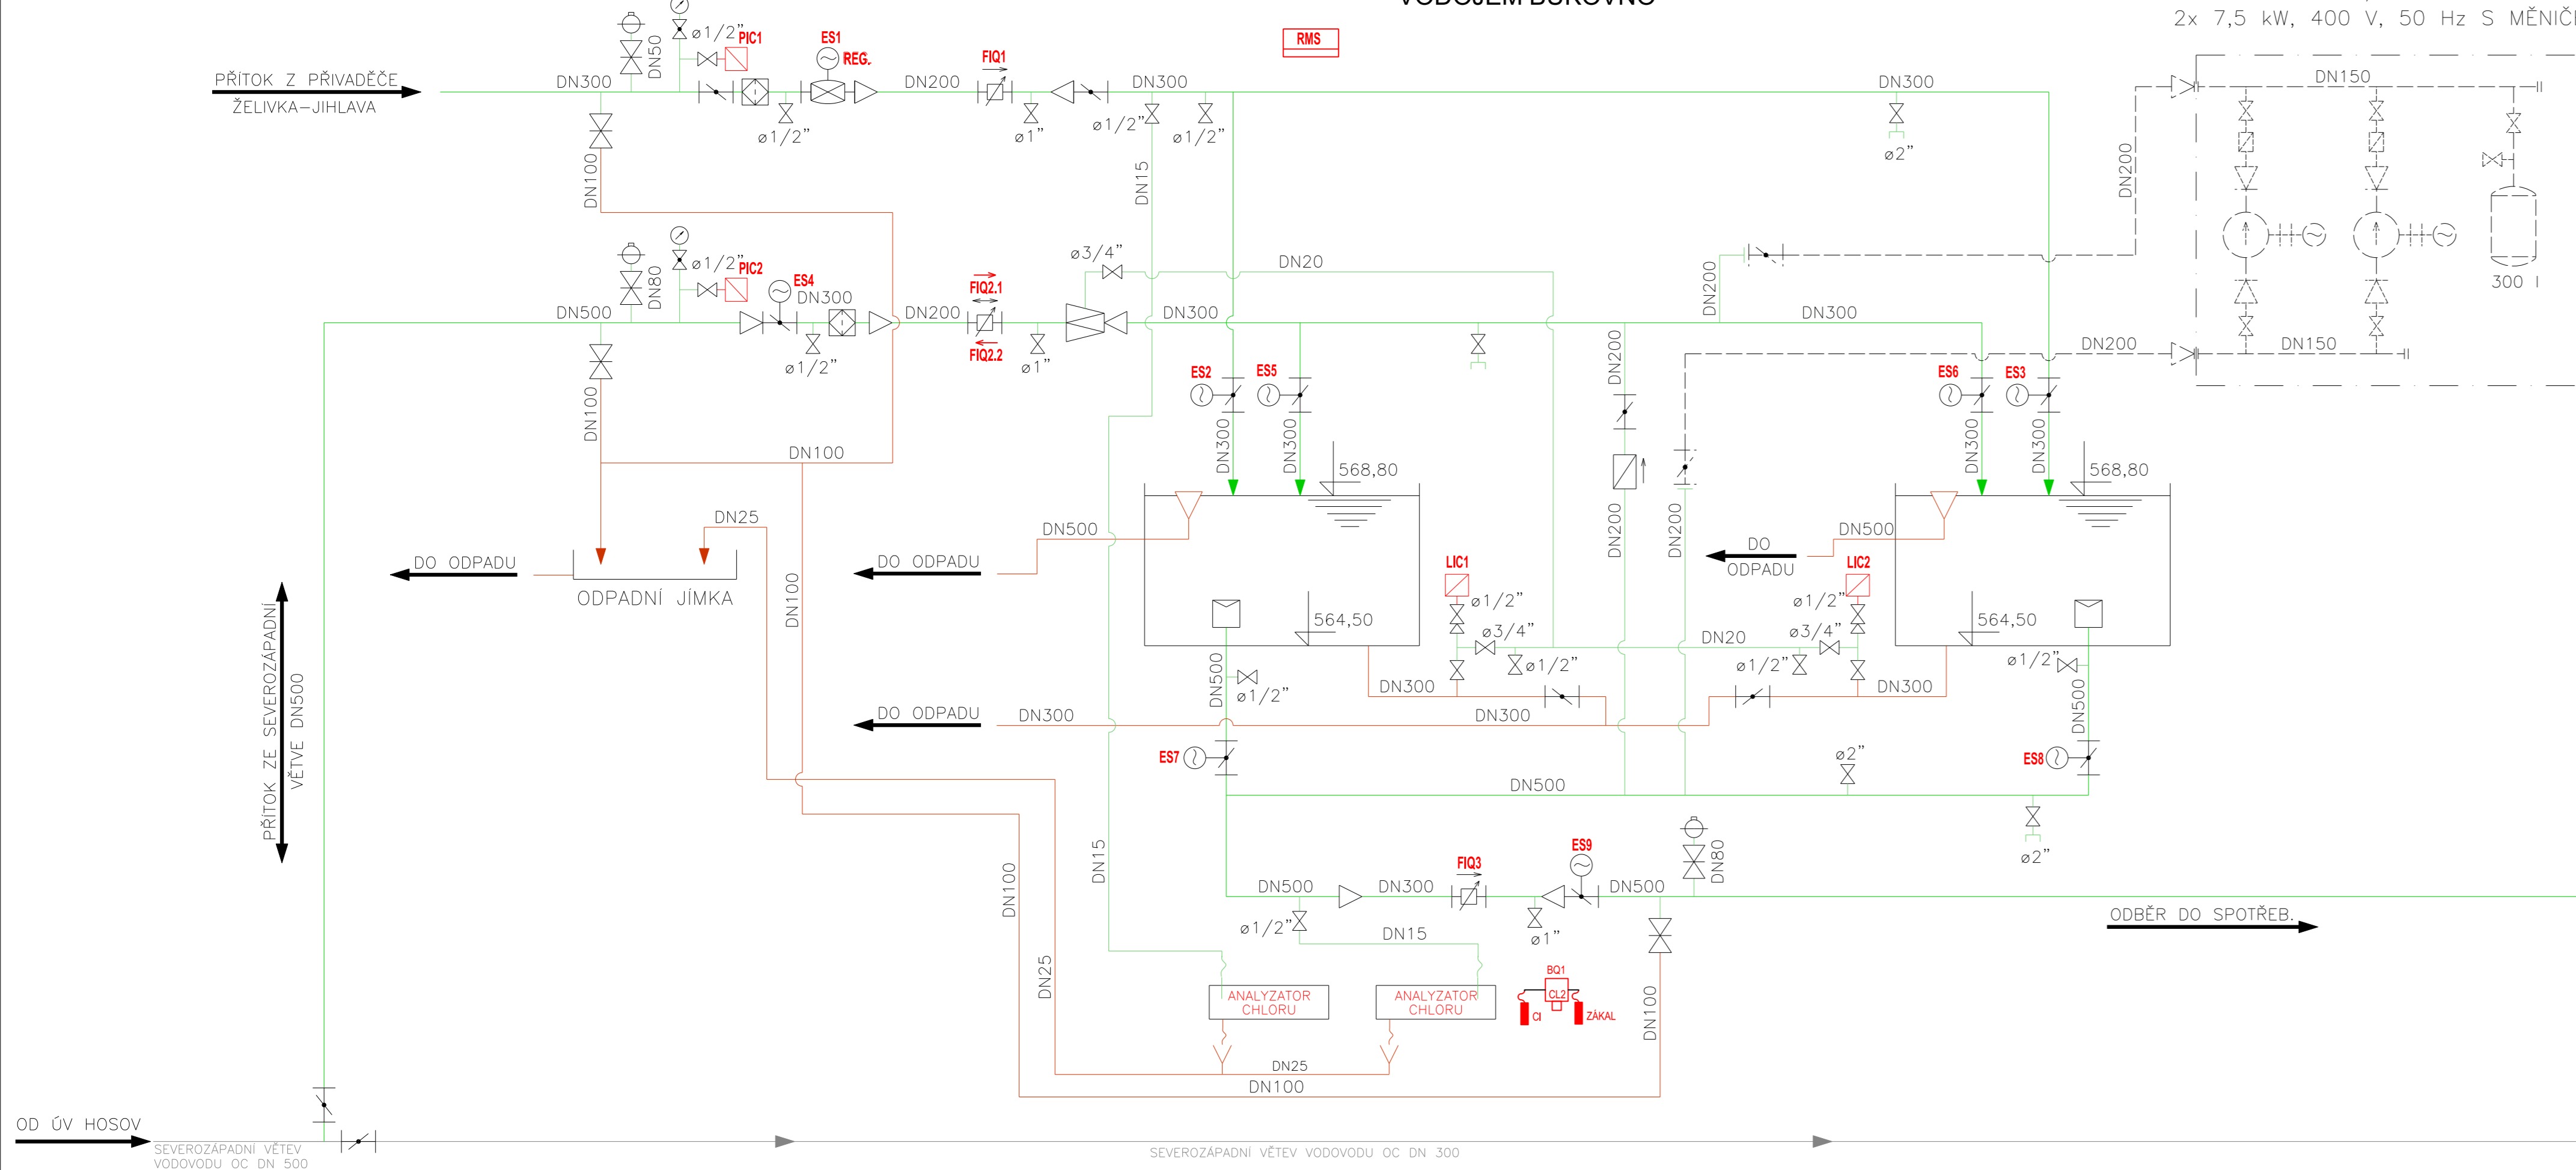 VODOJEM BUKOVNO
2x 7,5 kW, 400 V, 50 Hz S MĚNIČ
RMS
PŘÍTOK Z PŘIVADĚČE
ŽELIVKA-JIHLAVA
DN300
DN50
ø1/2"
PIC1
ES1
REG.
DN200
FIQ1
DN300
DN300
DN150
ø1/2"
ø1"
ø1/2"
ø1/2"
ø2"
DN100
DN15
DN200
DN80
ø1/2"
PIC2
ES4
DN300
ø3/4"
DN20
DN200
300 l
DN500
DN200
FIQ2.1
FIQ2.2
DN300
DN300
DN200
DN150
ø1/2"
ø1"
DN200
ES2
ES5
ES6
ES3
DN100
DN300
DN300
DN300
DN300
DN100
568,80
568,80
DN25
DN500
DN500
DN200
DN200
DO ODPADU
DO ODPADU
DO
ODPADU
ODPADNÍ JÍMKA
DN100
LIC1
LIC2
ø1/2"
ø1/2"
564,50
564,50
ø3/4"
DN20
ø3/4"
ø1/2"
ø1/2"
ø1/2"
ø1/2"
DN500
DN300
DN300
DN500
DO ODPADU
DN300
DN300
PŘÍTOK ZE SEVEROZÁPADNÍ
VĚTVE DN500
ES7
ES8
ø2"
DN500
ø2"
DN15
DN100
DN25
DN500
DN300
FIQ3
ES9
DN500
DN80
ø1/2"
DN15
ø1"
ODBĚR DO SPOTŘEB.
ANALYZATOR
CHLORU
ANALYZATOR
CHLORU
BQ1
CL2
Cl
ZÁKAL
DN100
DN25
DN100
OD ÚV HOSOV
SEVEROZÁPADNÍ VĚTEV
VODOVODU OC DN 500
SEVEROZÁPADNÍ VĚTEV VODOVODU OC DN 300